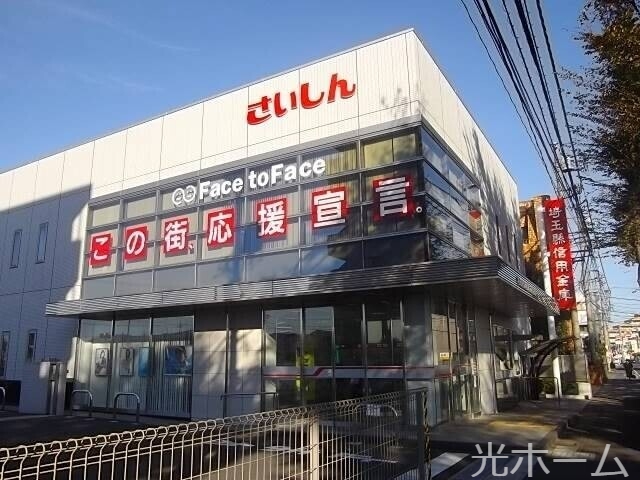 さいしん
Face to Face
この街、応援宣言。
埼玉縣信用金庫
光ホーム